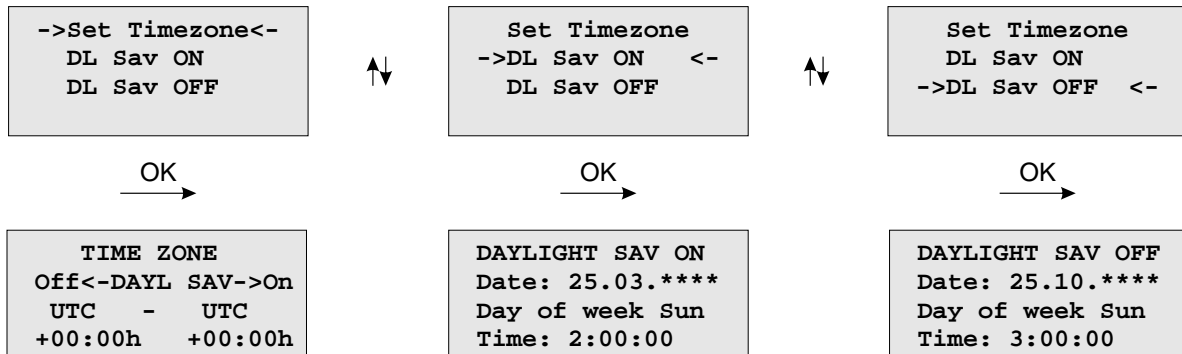 ->Set Timezone<-
DL Sav ON
DL Sav OFF
Set Timezone
->DL Sav ON <-
DL Sav OFF
Set Timezone
DL Sav ON
->DL Sav OFF <-
OK
OK
OK
TIME ZONE
Off<-DAYL SAV->On
UTC - UTC
+00:00h +00:00h
DAYLIGHT SAV ON
Date: 25.03.****
Day of week Sun
Time: 2:00:00
DAYLIGHT SAV OFF
Date: 25.10.****
Day of week Sun
Time: 3:00:00